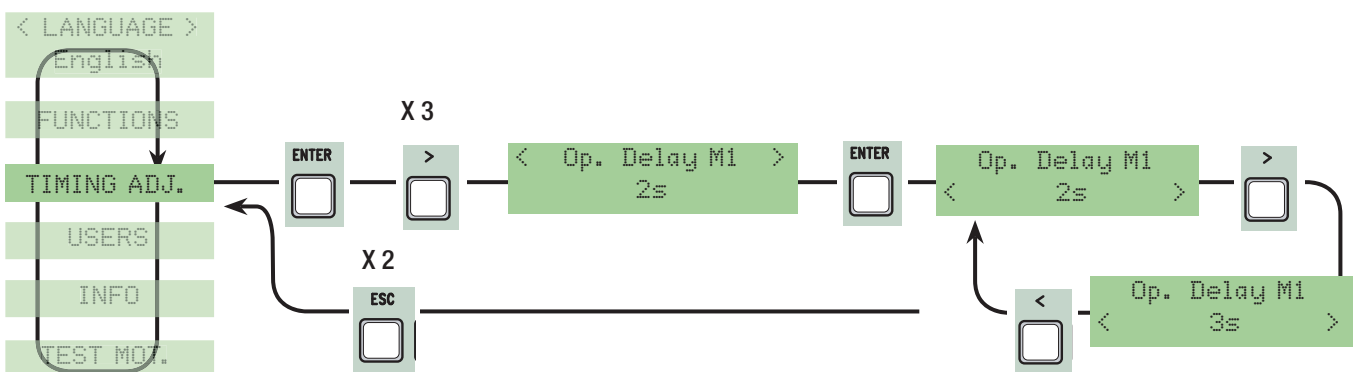 < LANGUAGE >
English
FUNCTIONS
TIMING ADJ.
USERS
INFO
TEST MOT.
ENTER
X 3
>
< Op. Delay M1 >
2s
ENTER
Op. Delay M1
< 2s >
>
Op. Delay M1
< 3s >
<
X 2
ESC